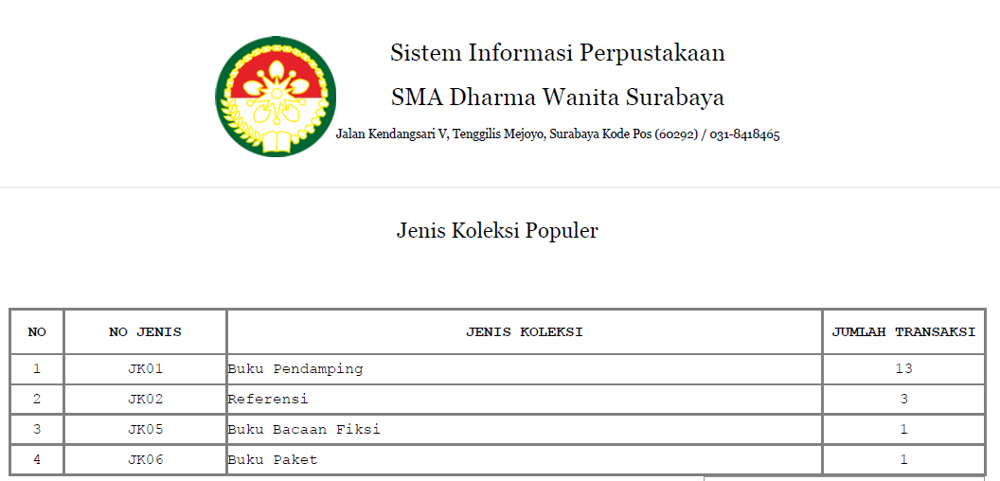 Sistem Informasi Perpustakaan
SMA Dharma Wanita Surabaya
Jalan Kendangsari V, Tenggilis Mejoyo, Surabaya Kode Pos (60292) / 031-8418465
Jenis Koleksi Populer
NO NO JENIS JENIS KOLEKSI JUMLAH TRANSAKSI
1 JK01 Buku Pendamping 13
2 JK02 Referensi 3
3 JK05 Buku Bacaan Fiksi 1
4 JK06 Buku Paket 1